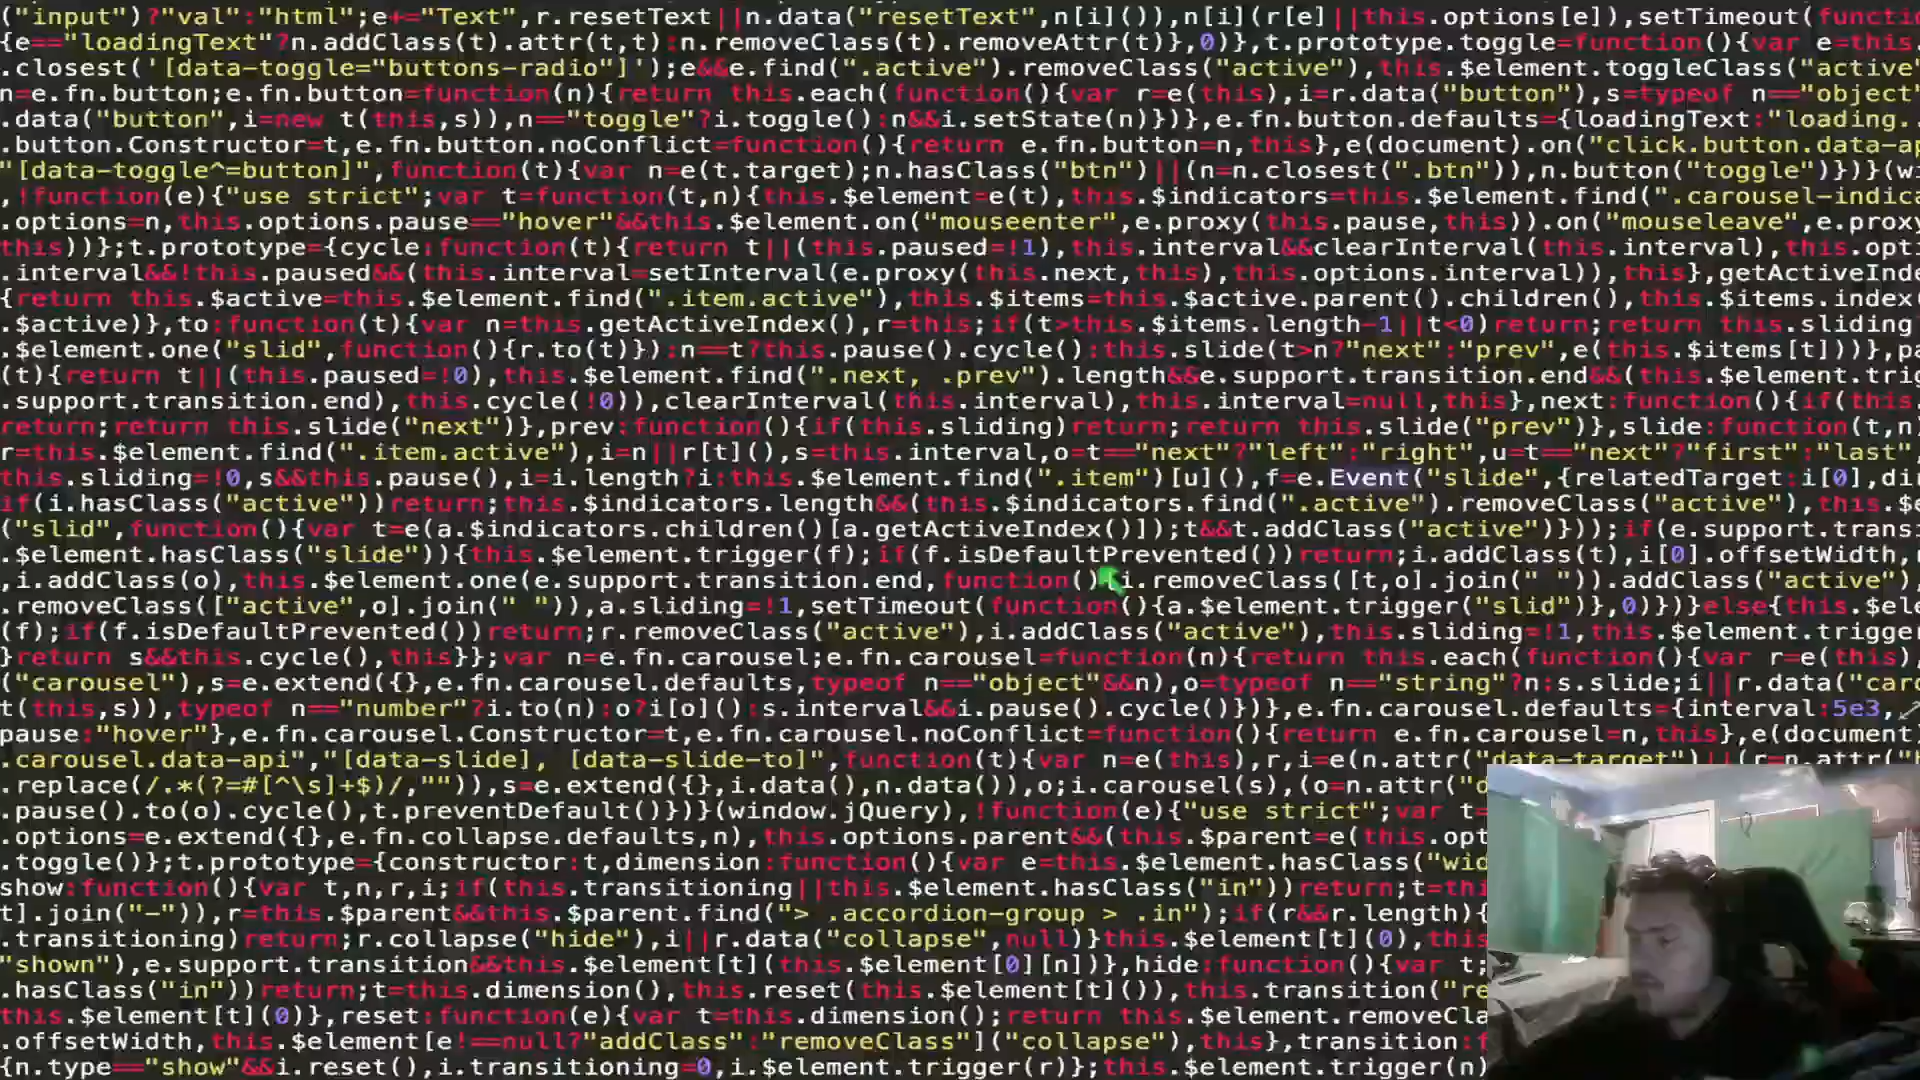 ("input")?"val":"html";e+="Text",r.resetText||n.data("resetText",n[i]()),n[i](r[e]||this.options[e]),setTimeout(functio
{e=="loadingText"?n.addClass(t).attr(t,t):n.removeClass(t).removeAttr(t)},0)},t.prototype.toggle=function(){var e=this.
.closest('[data-toggle="buttons-radio"]');e&&e.find(".active").removeClass("active"),this.$element.toggleClass("active"
n=e.fn.button;e.fn.button=function(n){return this.each(function(){var r=e(this),i=r.data("button"),s=typeof n=="object"
.data("button",i=new t(this,s)),n=="toggle"?i.toggle():n&&i.setState(n)})},e.fn.button.defaults={loadingText:"loading.
.button.Constructor=t,e.fn.button.noConflict=function(){return e.fn.button=n,this},e(document).on("click.button.data-ap
"[data-toggle^=button]",function(t){var n=e(t.target);n.hasClass("btn")||(n=n.closest(".btn")),n.button("toggle")})}(wi
,!function(e){"use strict";var t=function(t,n){this.$element=e(t),this.$indicators=this.$element.find(".carousel-indica
.options=n,this.options.pause=="hover"&&this.$element.on("mouseenter",e.proxy(this.pause,this)).on("mouseleave",e.proxy
this))};t.prototype={cycle:function(t){return t||(this.paused=!1),this.interval&&clearInterval(this.interval),this.opti
.interval&&!this.paused&&(this.interval=setInterval(e.proxy(this.next,this),this.options.interval)),this},getActiveInde
{return this.$active=this.$element.find(".item.active"),this.$items=this.$active.parent().children(),this.$items.index(
.$active)},to:function(t){var n=this.getActiveIndex(),r=this;if(t>this.$items.length-1||t<0)return;return this.sliding
.$element.one("slid",function(){r.to(t)}):n==t?this.pause().cycle():this.slide(t>n?"next":"prev",e(this.$items[t]))},pa
(t){return t||(this.paused=!0),this.$element.find(".next, .prev").length&&e.support.transition.end&&(this.$element.trig
.support.transition.end),this.cycle(!0)),clearInterval(this.interval),this.interval=null,this},next:function(){if(this.
return;return this.slide("next")},prev:function(){if(this.sliding)return;return this.slide("prev")},slide:function(t,n)
r=this.$element.find(".item.active"),i=n||r[t](),s=this.interval,o=t=="next"?"left":"right",u=t=="next"?"first":"last",
this.sliding=!0,s&&this.pause(),i=i.length?i:this.$element.find(".item")[u](),f=e.Event("slide",{relatedTarget:i[0],dir
if(i.hasClass("active"))return;this.$indicators.length&&(this.$indicators.find(".active").removeClass("active"),this.$e
("slid",function(){var t=e(a.$indicators.children()[a.getActiveIndex()]);t&&t.addClass("active")}));if(e.support.transi
.$element.hasClass("slide")){this.$element.trigger(f);if(f.isDefaultPrevented())return;i.addClass(t),i[0].offsetWidth,
,i.addClass(o),this.$element.one(e.support.transition.end,function(){i.removeClass([t,o].join(" ")).addClass("active")
.removeClass(["active",o].join(" ")),a.sliding=!1,setTimeout(function(){a.$element.trigger("slid")},0)})}else{this.$ele
(f);if(f.isDefaultPrevented())return;r.removeClass("active"),i.addClass("active"),this.sliding=!1,this.$element.trigger
}return s&&this.cycle(),this}};var n=e.fn.carousel;e.fn.carousel=function(n){return this.each(function(){var r=e(this),
("carousel"),s=e.extend({},e.fn.carousel.defaults,typeof n=="object"&&n),o=typeof n=="string"?n:s.slide;i||r.data("caro
t(this,s)),typeof n=="number"?i.to(n):o?i[o]():s.interval&&i.pause().cycle()})},e.fn.carousel.defaults={interval:5e3,
pause:"hover"},e.fn.carousel.Constructor=t,e.fn.carousel.noConflict=function(){return e.fn.carousel=n,this},e(document
.carousel.data-api","[data-slide], [data-slide-to]",function(t){var n=e(this),r,i=e(n.attr("data-target")||(r=n.attr("h
.replace(/.*(?=#[^\s]+$)/,"")),s=e.extend({},i.data(),n.data()),o;i.carousel(s),(o=n.attr("d
.pause().to(o).cycle(),t.preventDefault()})}(window.jQuery),!function(e){"use strict";var t=
.options=e.extend({},e.fn.collapse.defaults,n),this.options.parent&&(this.$parent=e(this.opt
.toggle()};t.prototype={constructor:t,dimension:function(){var e=this.$element.hasClass("wid
show:function(){var t,n,r,i;if(this.transitioning||this.$element.hasClass("in"))return;t=thi
t].join("-")),r=this.$parent&&this.$parent.find("> .accordion-group > .in");if(r&&r.length){
.transitioning)return;r.collapse("hide"),i||r.data("collapse",null)}this.$element[t](0),this
"shown"),e.support.transition&&this.$element[t](this.$element[0][n])},hide:function(){var t;
.hasClass("in"))return;t=this.dimension(),this.reset(this.$element[t]()),this.transition("re
this.$element[t](0)},reset:function(e){var t=this.dimension();return this.$element.removeCla
.offsetWidth,this.$element[e!==null?"addClass":"removeClass"]("collapse"),this},transition:f
{n.type=="show"&&i.reset(),i.transitioning=0,i.$element.trigger(r)};this.$element.trigger(n)